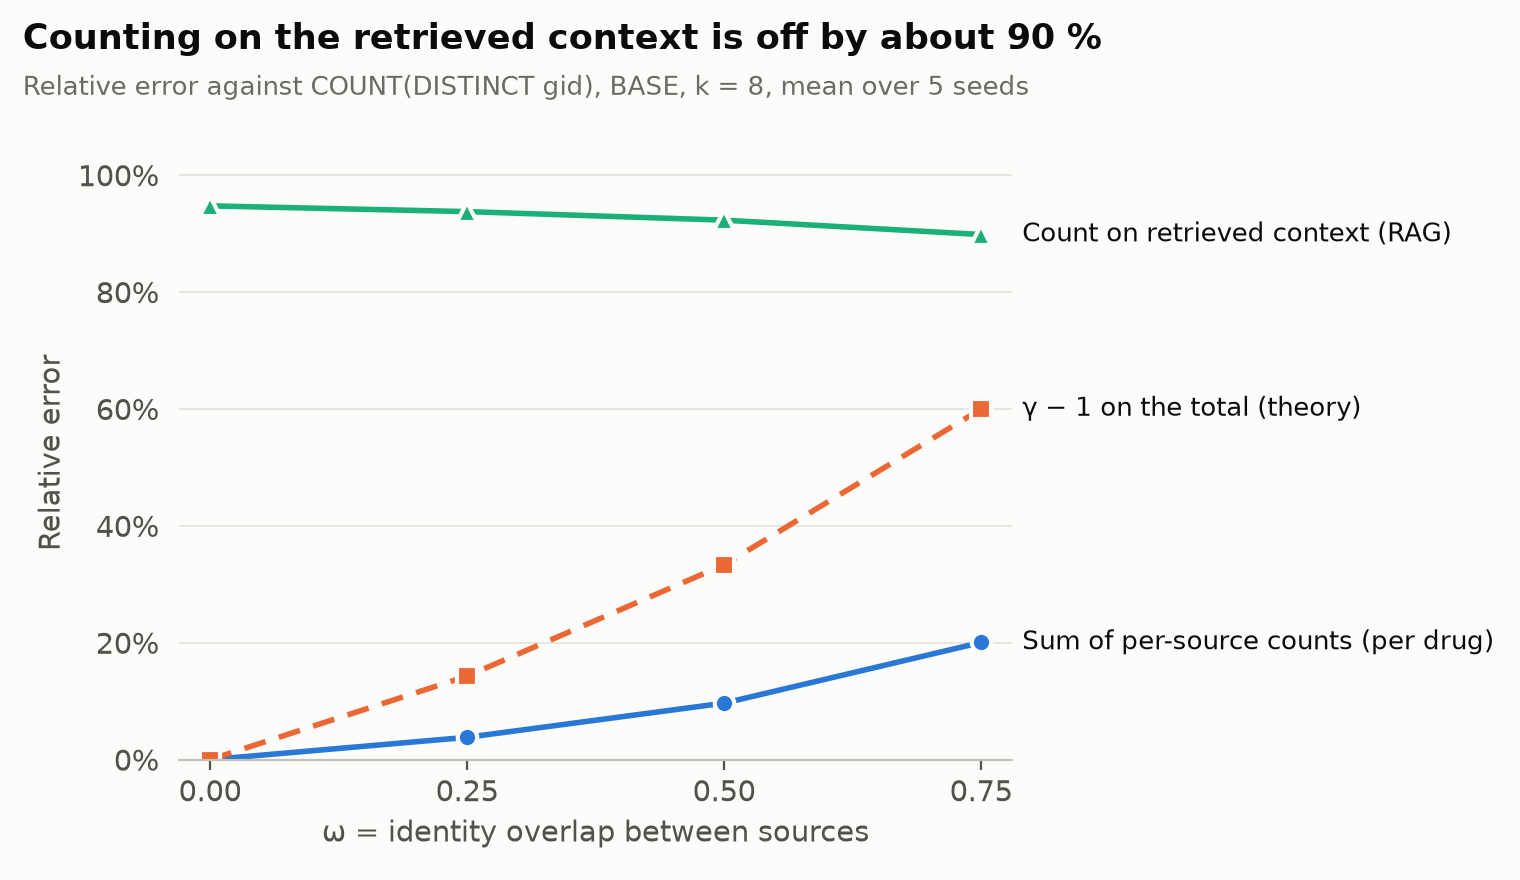 Counting on the retrieved context is off by about 90 %
Relative error against COUNT(DISTINCT gid), BASE, k = 8, mean over 5 seeds
100%
Count on retrieved context (RAG)
80%
60%
γ − 1 on the total (theory)
Relative error
40%
20%
Sum of per-source counts (per drug)
0%
0.00 0.25 0.50 0.75
ω = identity overlap between sources